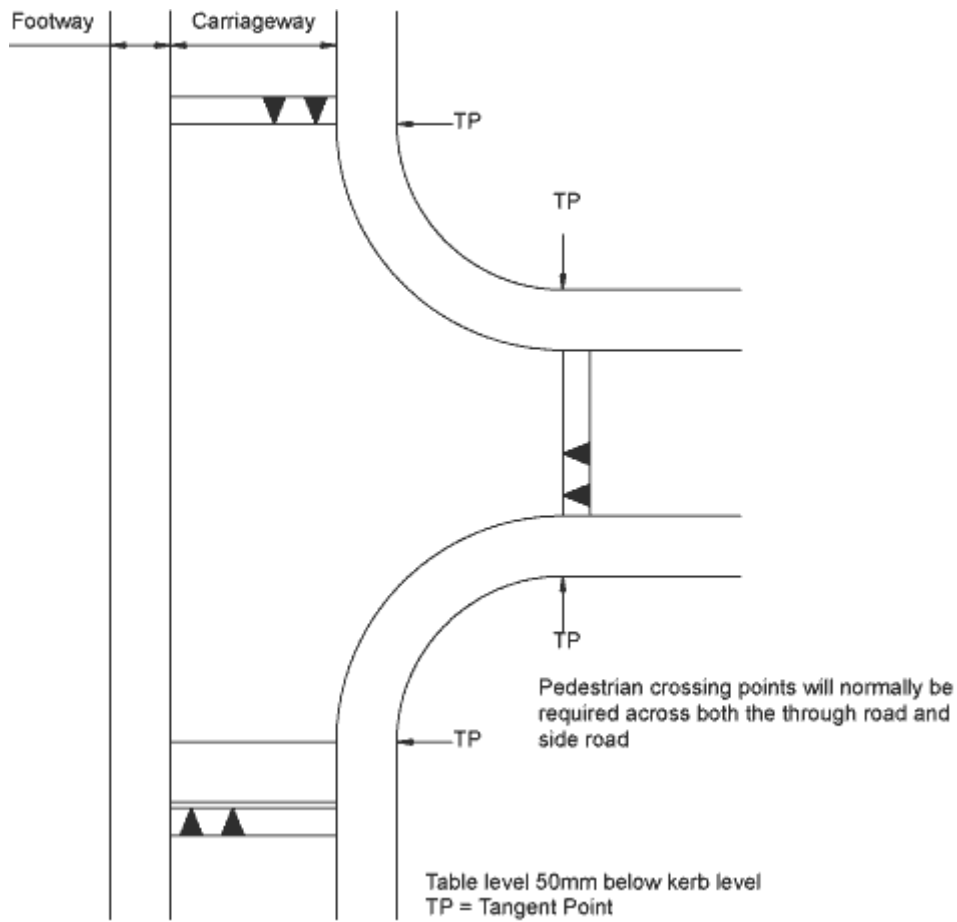 Footway
Carriageway
TP
TP
TP
Pedestrian crossing points will normally be
required across both the through road and
side road
TP
Table level 50mm below kerb level
TP = Tangent Point